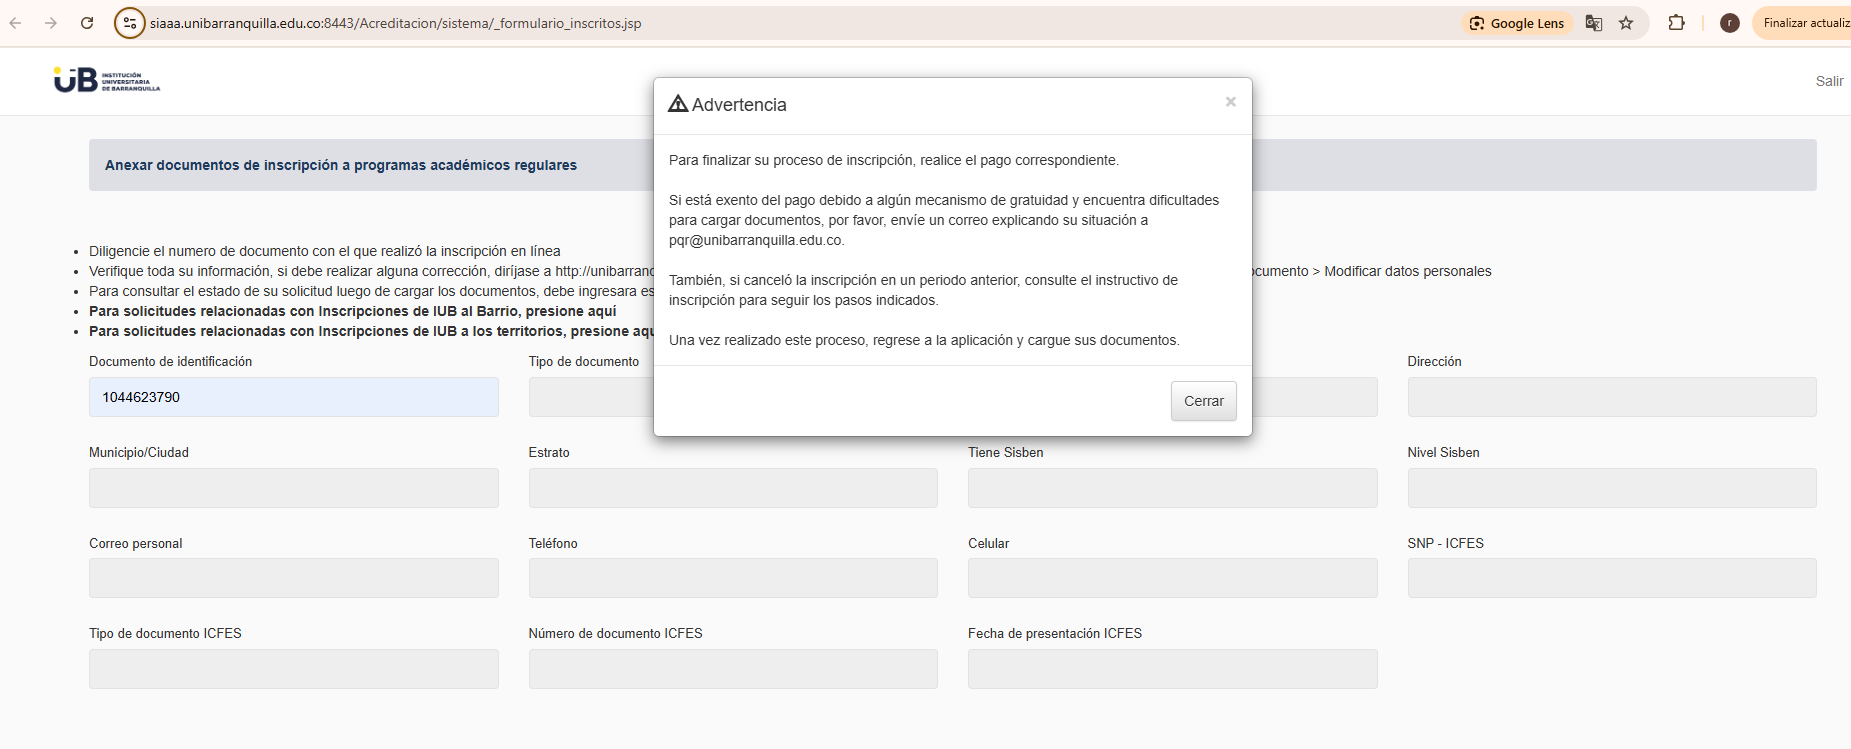 siaaa.unibarranquilla.edu.co:8443/Acreditacion/sistema/_formulario_inscritos.jsp
Google Lens
r
Finalizar actualiz
ÜB INSTITUCIÓN
UNIVERSITARIA
DE BARRANQUILLA
Salir
Advertencia
×
Para finalizar su proceso de inscripción, realice el pago correspondiente.
Si está exento del pago debido a algún mecanismo de gratuidad y encuentra dificultades
para cargar documentos, por favor, envíe un correo explicando su situación a
pqr@unibarranquilla.edu.co.
También, si canceló la inscripción en un periodo anterior, consulte el instructivo de
inscripción para seguir los pasos indicados.
Una vez realizado este proceso, regrese a la aplicación y cargue sus documentos.
Cerrar
Anexar documentos de inscripción a programas académicos regulares
Diligencie el numero de documento con el que realizó la inscripción en línea
Verifique toda su información, si debe realizar alguna corrección, diríjase a http://unibarranc ocumento > Modificar datos personales
Para consultar el estado de su solicitud luego de cargar los documentos, debe ingresara es
Para solicitudes relacionadas con Inscripciones de IUB al Barrio, presione aquí
Para solicitudes relacionadas con Inscripciones de IUB a los territorios, presione aqu
Documento de identificación
Tipo de documento
Dirección
1044623790
Municipio/Ciudad
Estrato
Tiene Sisben
Nivel Sisben
Correo personal
Teléfono
Celular
SNP - ICFES
Tipo de documento ICFES
Número de documento ICFES
Fecha de presentación ICFES